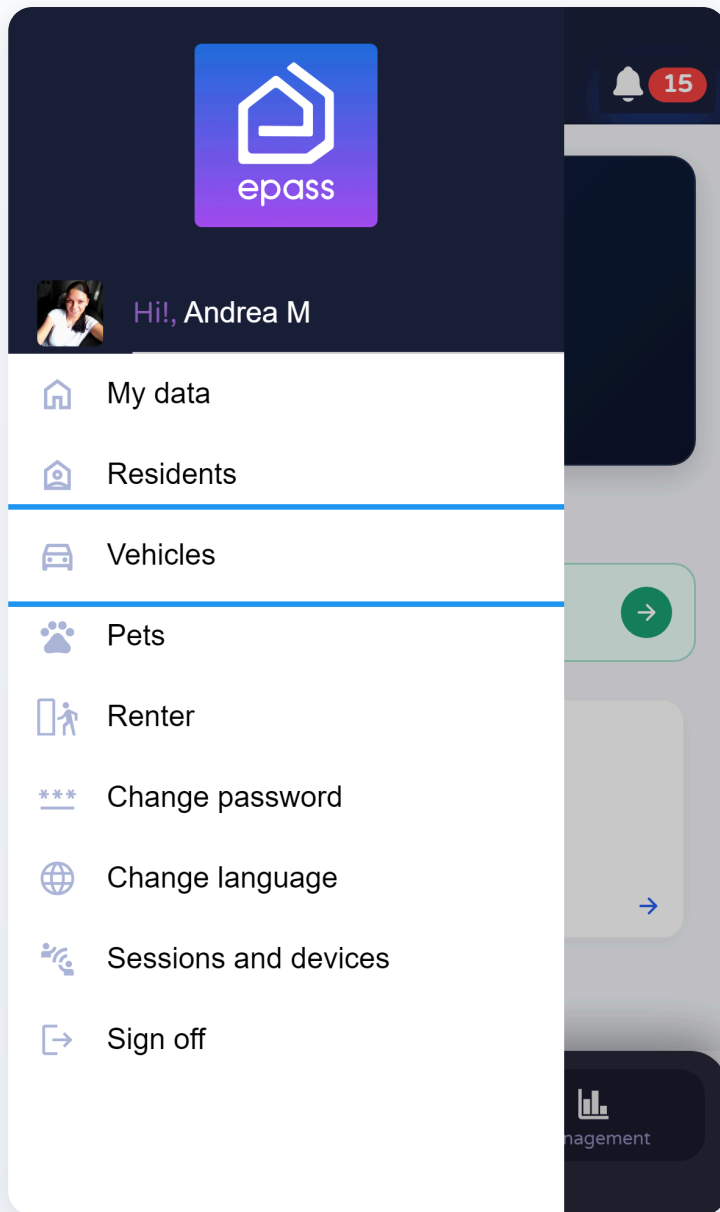 15
epass
Hi!, Andrea M
My data
Residents
Vehicles
Pets
Renter
***
Change password
Change language
Sessions and devices
Sign off
nagement